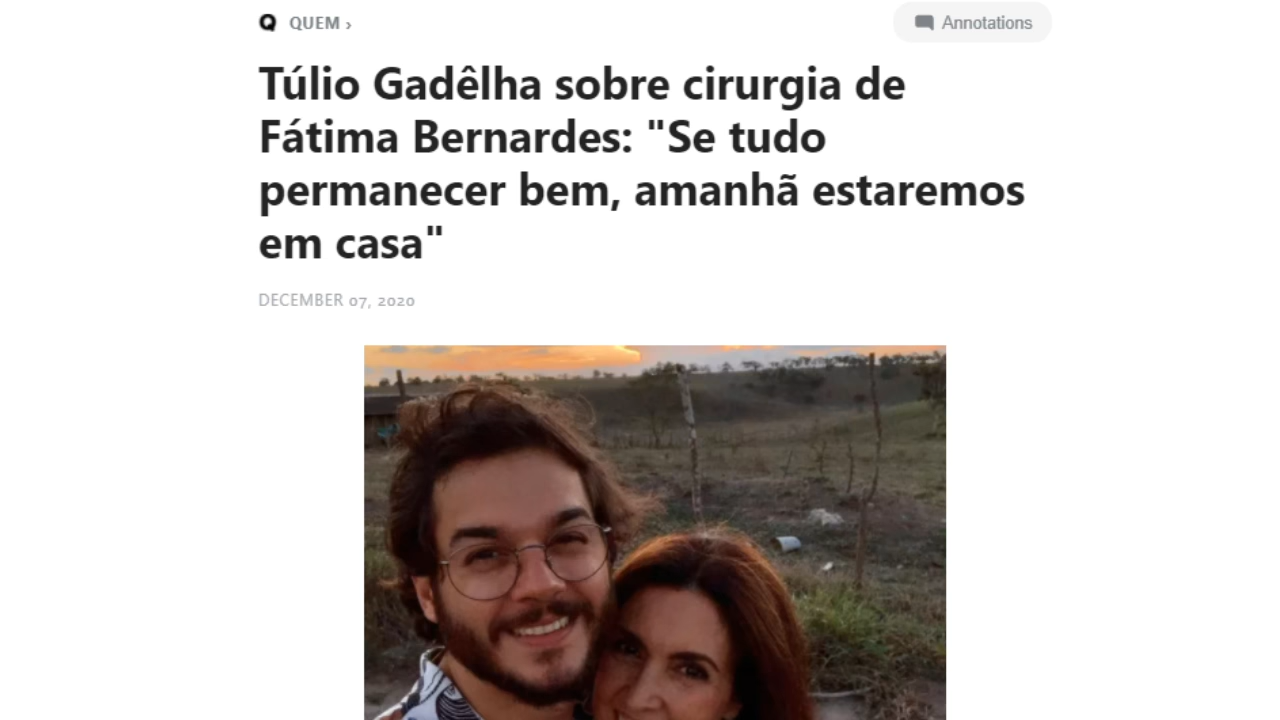 QUEM ›
Annotations
Túlio Gadêlha sobre cirurgia de
Fátima Bernardes: "Se tudo
permanecer bem, amanhã estaremos
em casa"
DECEMBER 07, 2020